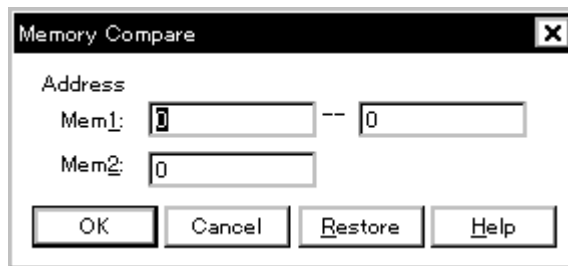 Memory Compare
Address
Mem1: 0 -- 0
Mem2: 0
OK Cancel Restore Help